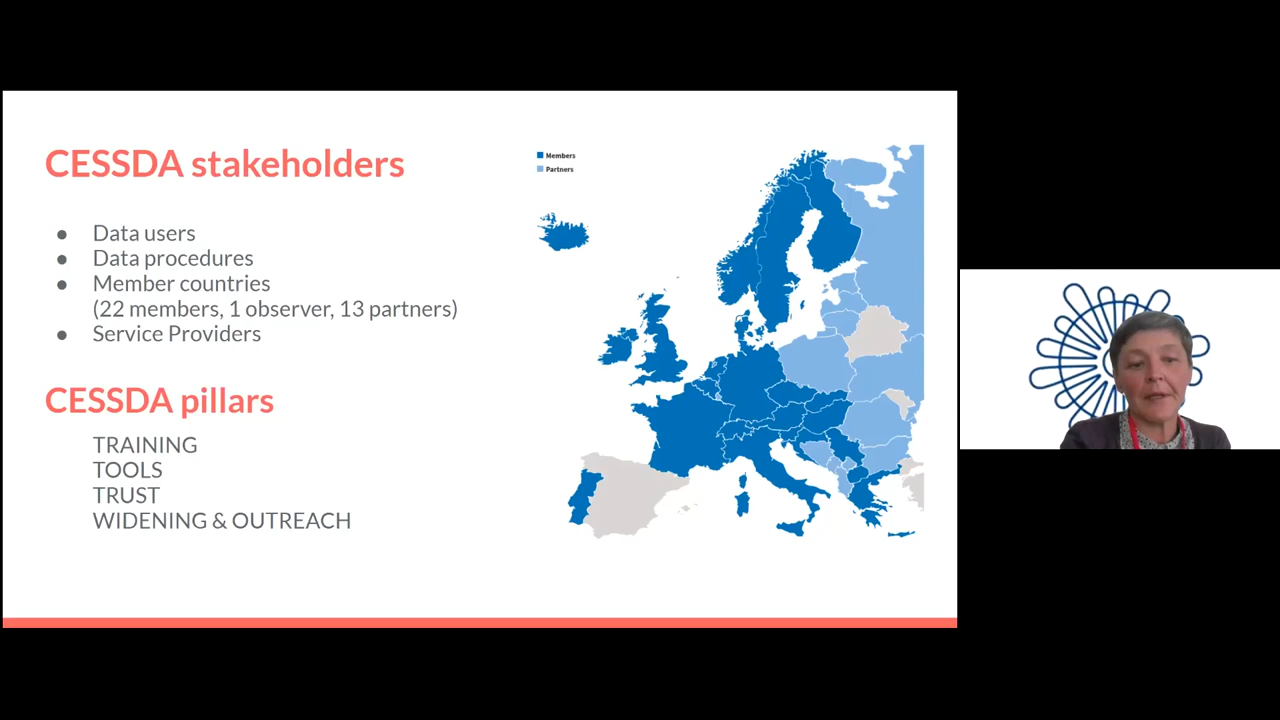 CESSDA stakeholders
● Data users
● Data procedures
● Member countries
(22 members, 1 observer, 13 partners)
● Service Providers
CESSDA pillars
TRAINING
TOOLS
TRUST
WIDENING & OUTREACH
Members
Partners